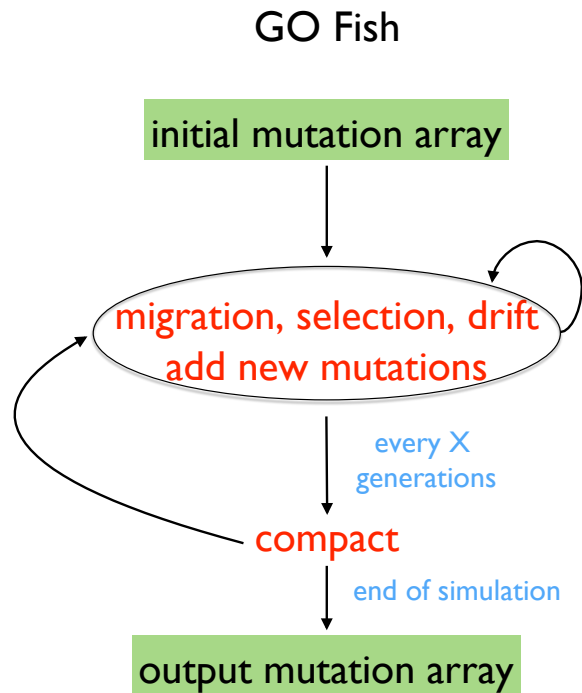 GO Fish
initial mutation array
migration, selection, drift
add new mutations
every X
generations
compact
end of simulation
output mutation array